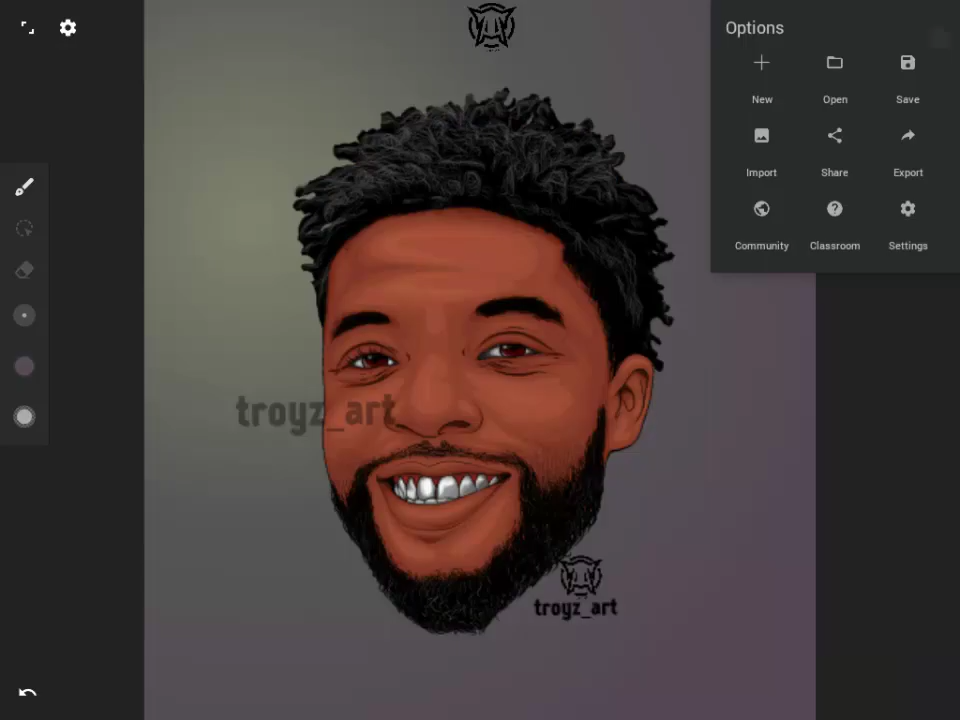 Options
New Open Save
Import Share Export
Community Classroom Settings
troyz_art
troyz_art